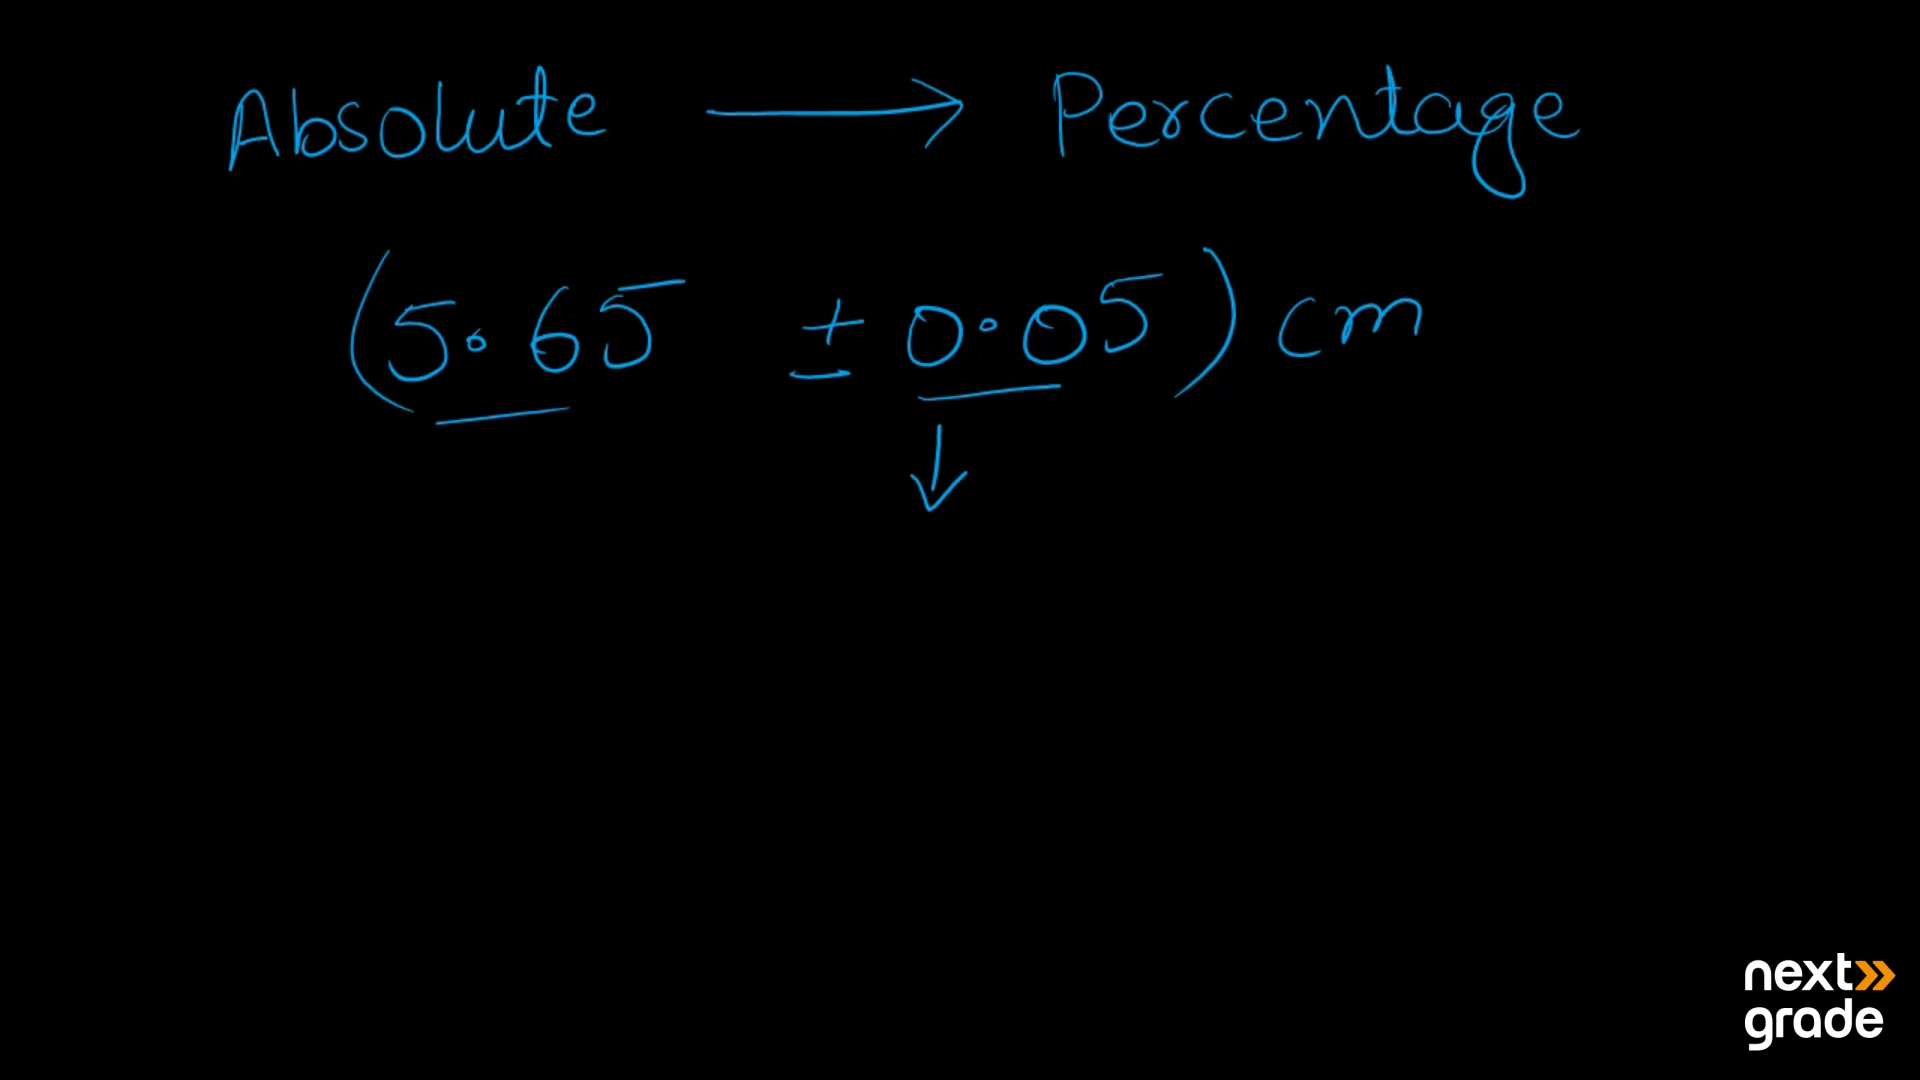 Absolute → Percentage
(5.65 ± 0.05) cm
↓
next»
grade